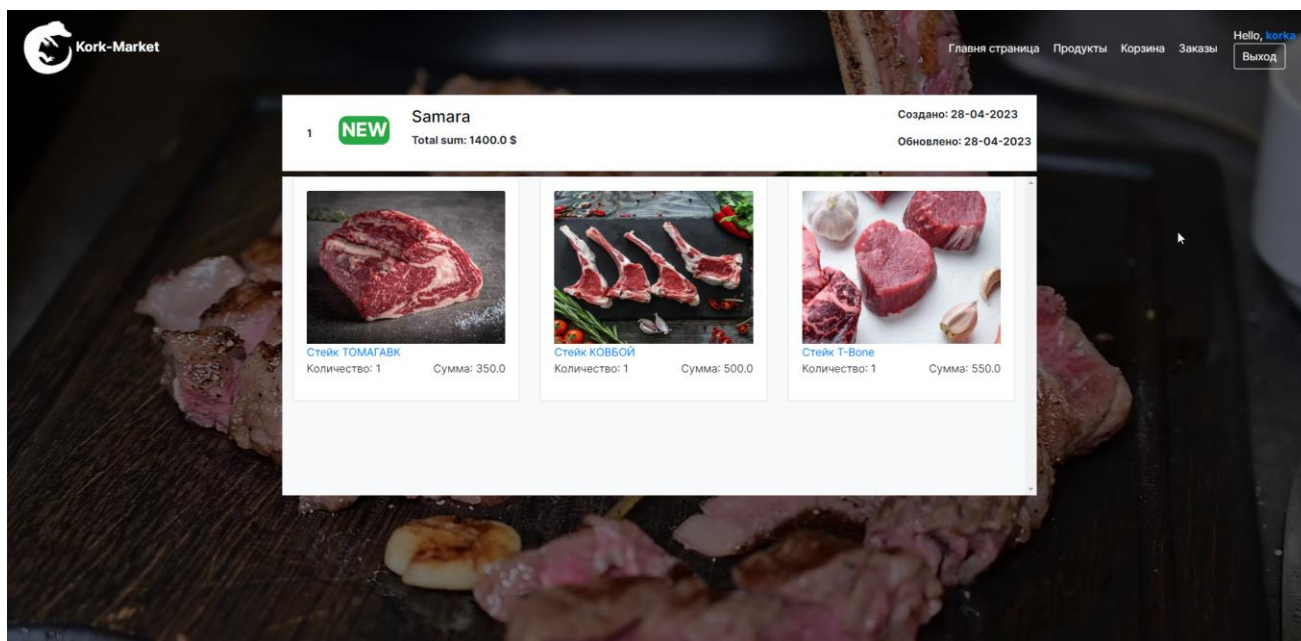 Kork-Market
Главня страница Продукты Корзина Заказы
Hello, korka
Выход
1
NEW
Samara
Total sum: 1400.0 $
Создано: 28-04-2023
Обновлено: 28-04-2023
Стейк ТОМАГАВК
Количество: 1 Сумма: 350.0
Стейк КОВБОЙ
Количество: 1 Сумма: 500.0
Стейк T-Bone
Количество: 1 Сумма: 550.0